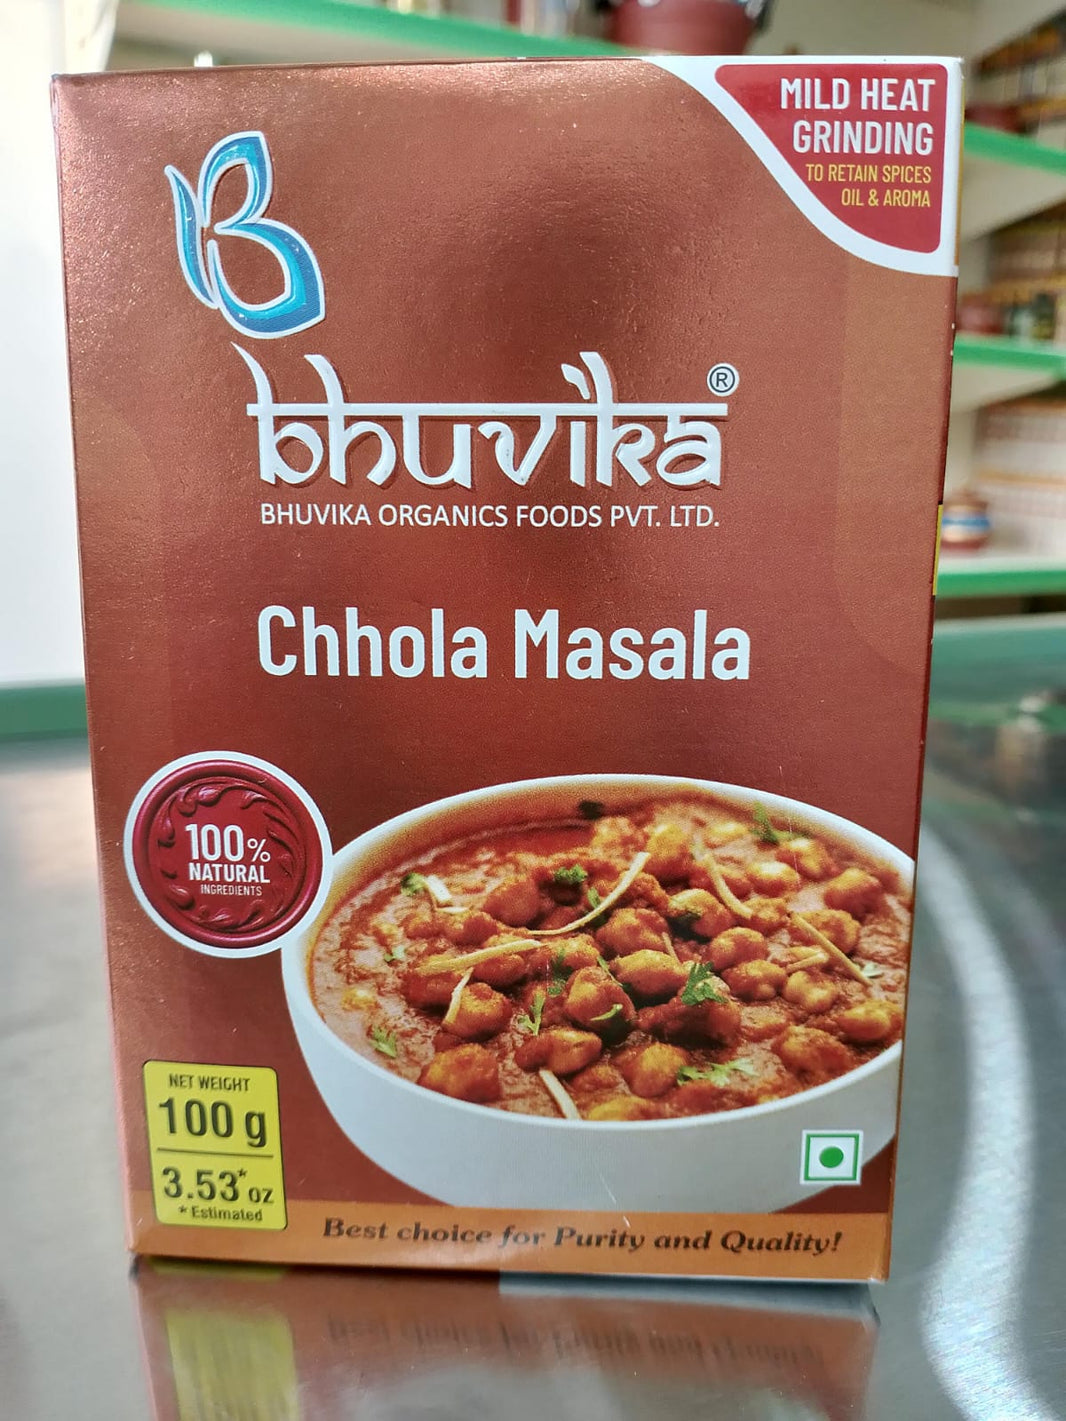 MILD HEAT
GRINDING
TO RETAIN SPICES
OIL & AROMA
bhuvika®
BHUVIKA ORGANICS FOODS PVT. LTD.
Chhola Masala
100%
NATURAL
INGREDIENTS
NET WEIGHT
100 g
3.53* oz
* Estimated
Best choice for Purity and Quality!